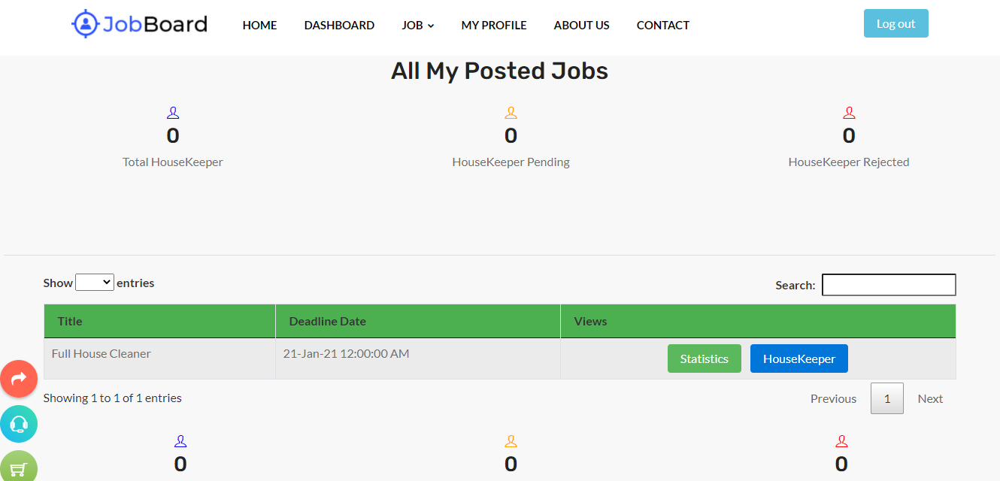 JobBoard HOME DASHBOARD JOB MY PROFILE ABOUT US CONTACT Log out
All My Posted Jobs
0 0 0
Total HouseKeeper HouseKeeper Pending HouseKeeper Rejected
Show entries Search:
Title Deadline Date Views
Full House Cleaner 21-Jan-21 12:00:00 AM Statistics HouseKeeper
Showing 1 to 1 of 1 entries Previous 1 Next
0 0 0